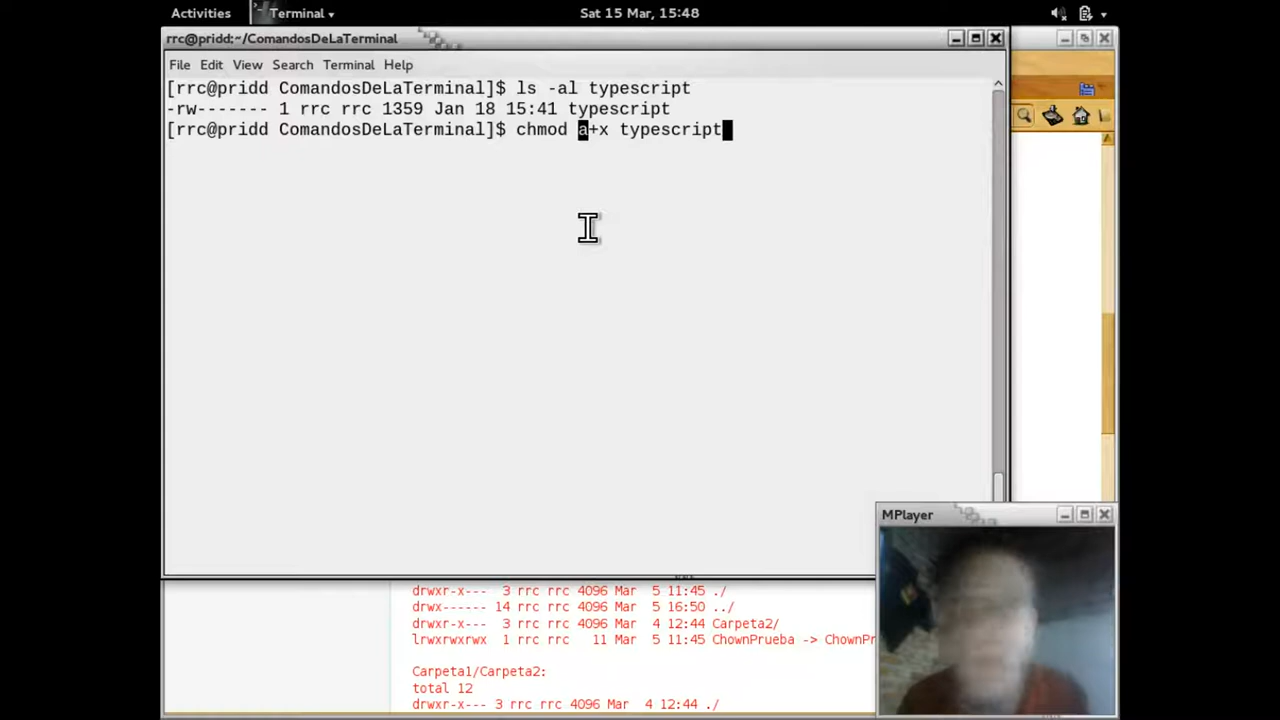 Activities
Terminal
Sat 15 Mar, 15:48
rrc@pridd:~/ComandosDeLaTerminal
File Edit View Search Terminal Help
[rrc@pridd ComandosDeLaTerminal]$ ls -al typescript
-rw------- 1 rrc rrc 1359 Jan 18 15:41 typescript
[rrc@pridd ComandosDeLaTerminal]$ chmod a+x typescript
MPlayer
drwxr-x--- 3 rrc rrc 4096 Mar 5 11:45 ./
drwx------ 14 rrc rrc 4096 Mar 5 16:50 ../
drwxr-x--- 3 rrc rrc 4096 Mar 4 12:44 Carpeta2/
lrwxrwxrwx 1 rrc rrc 11 Mar 5 11:45 ChownPrueba -> ChownPr
Carpeta1/Carpeta2:
total 12
drwxr-x--- 3 rrc rrc 4096 Mar 4 12:44 ./